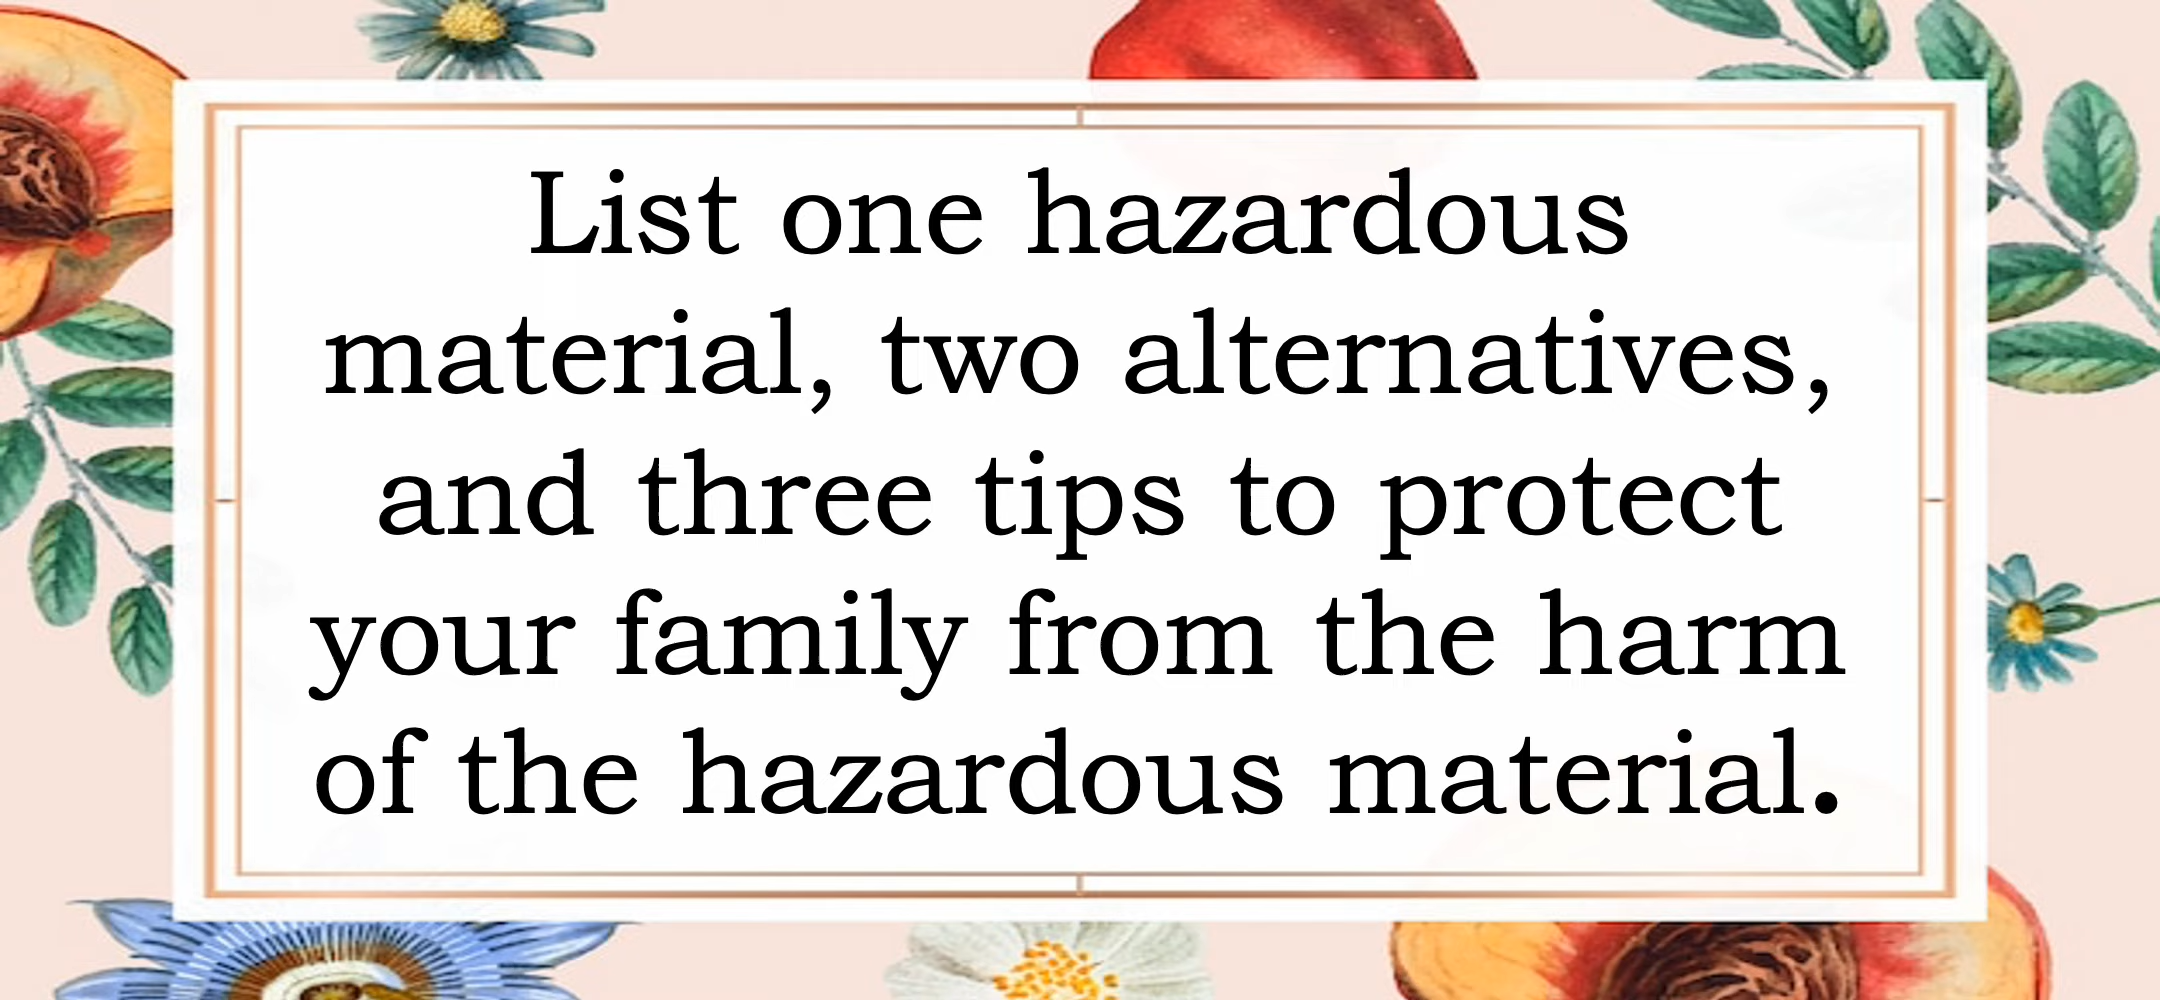 List one hazardous
material, two alternatives,
and three tips to protect
your family from the harm
of the hazardous material.